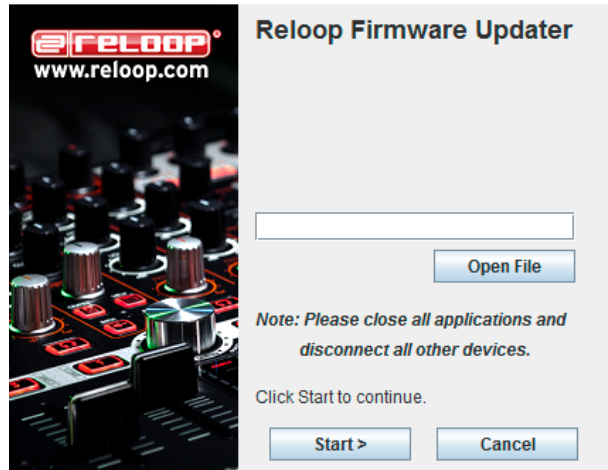 reloop
www.reloop.com
Reloop Firmware Updater
Open File
Note: Please close all applications and
disconnect all other devices.
Click Start to continue.
Start >
Cancel